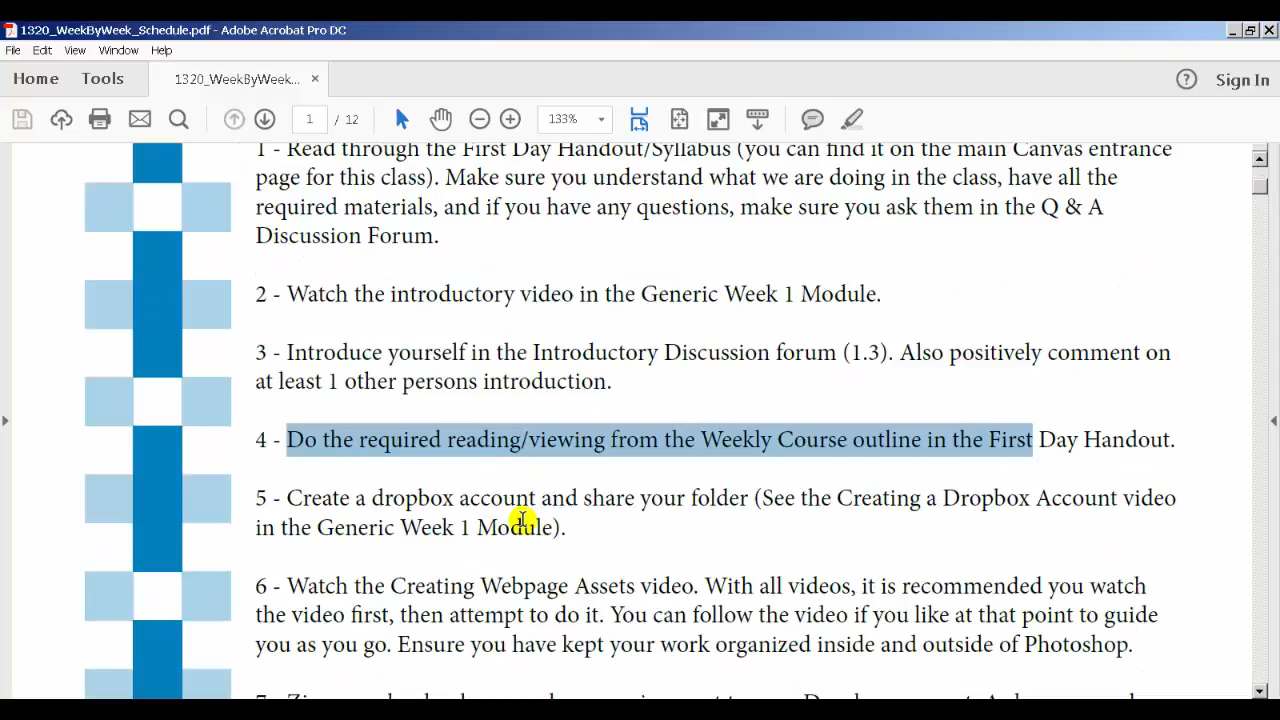 1320_WeekByWeek_Schedule.pdf - Adobe Acrobat Pro DC
File Edit View Window Help
Home Tools 1320_WeekByWeek... × Sign In
1 / 12 133%
1 - Read through the First Day Handout/Syllabus (you can find it on the main Canvas entrance
page for this class). Make sure you understand what we are doing in the class, have all the
required materials, and if you have any questions, make sure you ask them in the Q & A
Discussion Forum.
2 - Watch the introductory video in the Generic Week 1 Module.
3 - Introduce yourself in the Introductory Discussion forum (1.3). Also positively comment on
at least 1 other persons introduction.
4 - Do the required reading/viewing from the Weekly Course outline in the First Day Handout.
5 - Create a dropbox account and share your folder (See the Creating a Dropbox Account video
in the Generic Week 1 Module).
6 - Watch the Creating Webpage Assets video. With all videos, it is recommended you watch
the video first, then attempt to do it. You can follow the video if you like at that point to guide
you as you go. Ensure you have kept your work organized inside and outside of Photoshop.